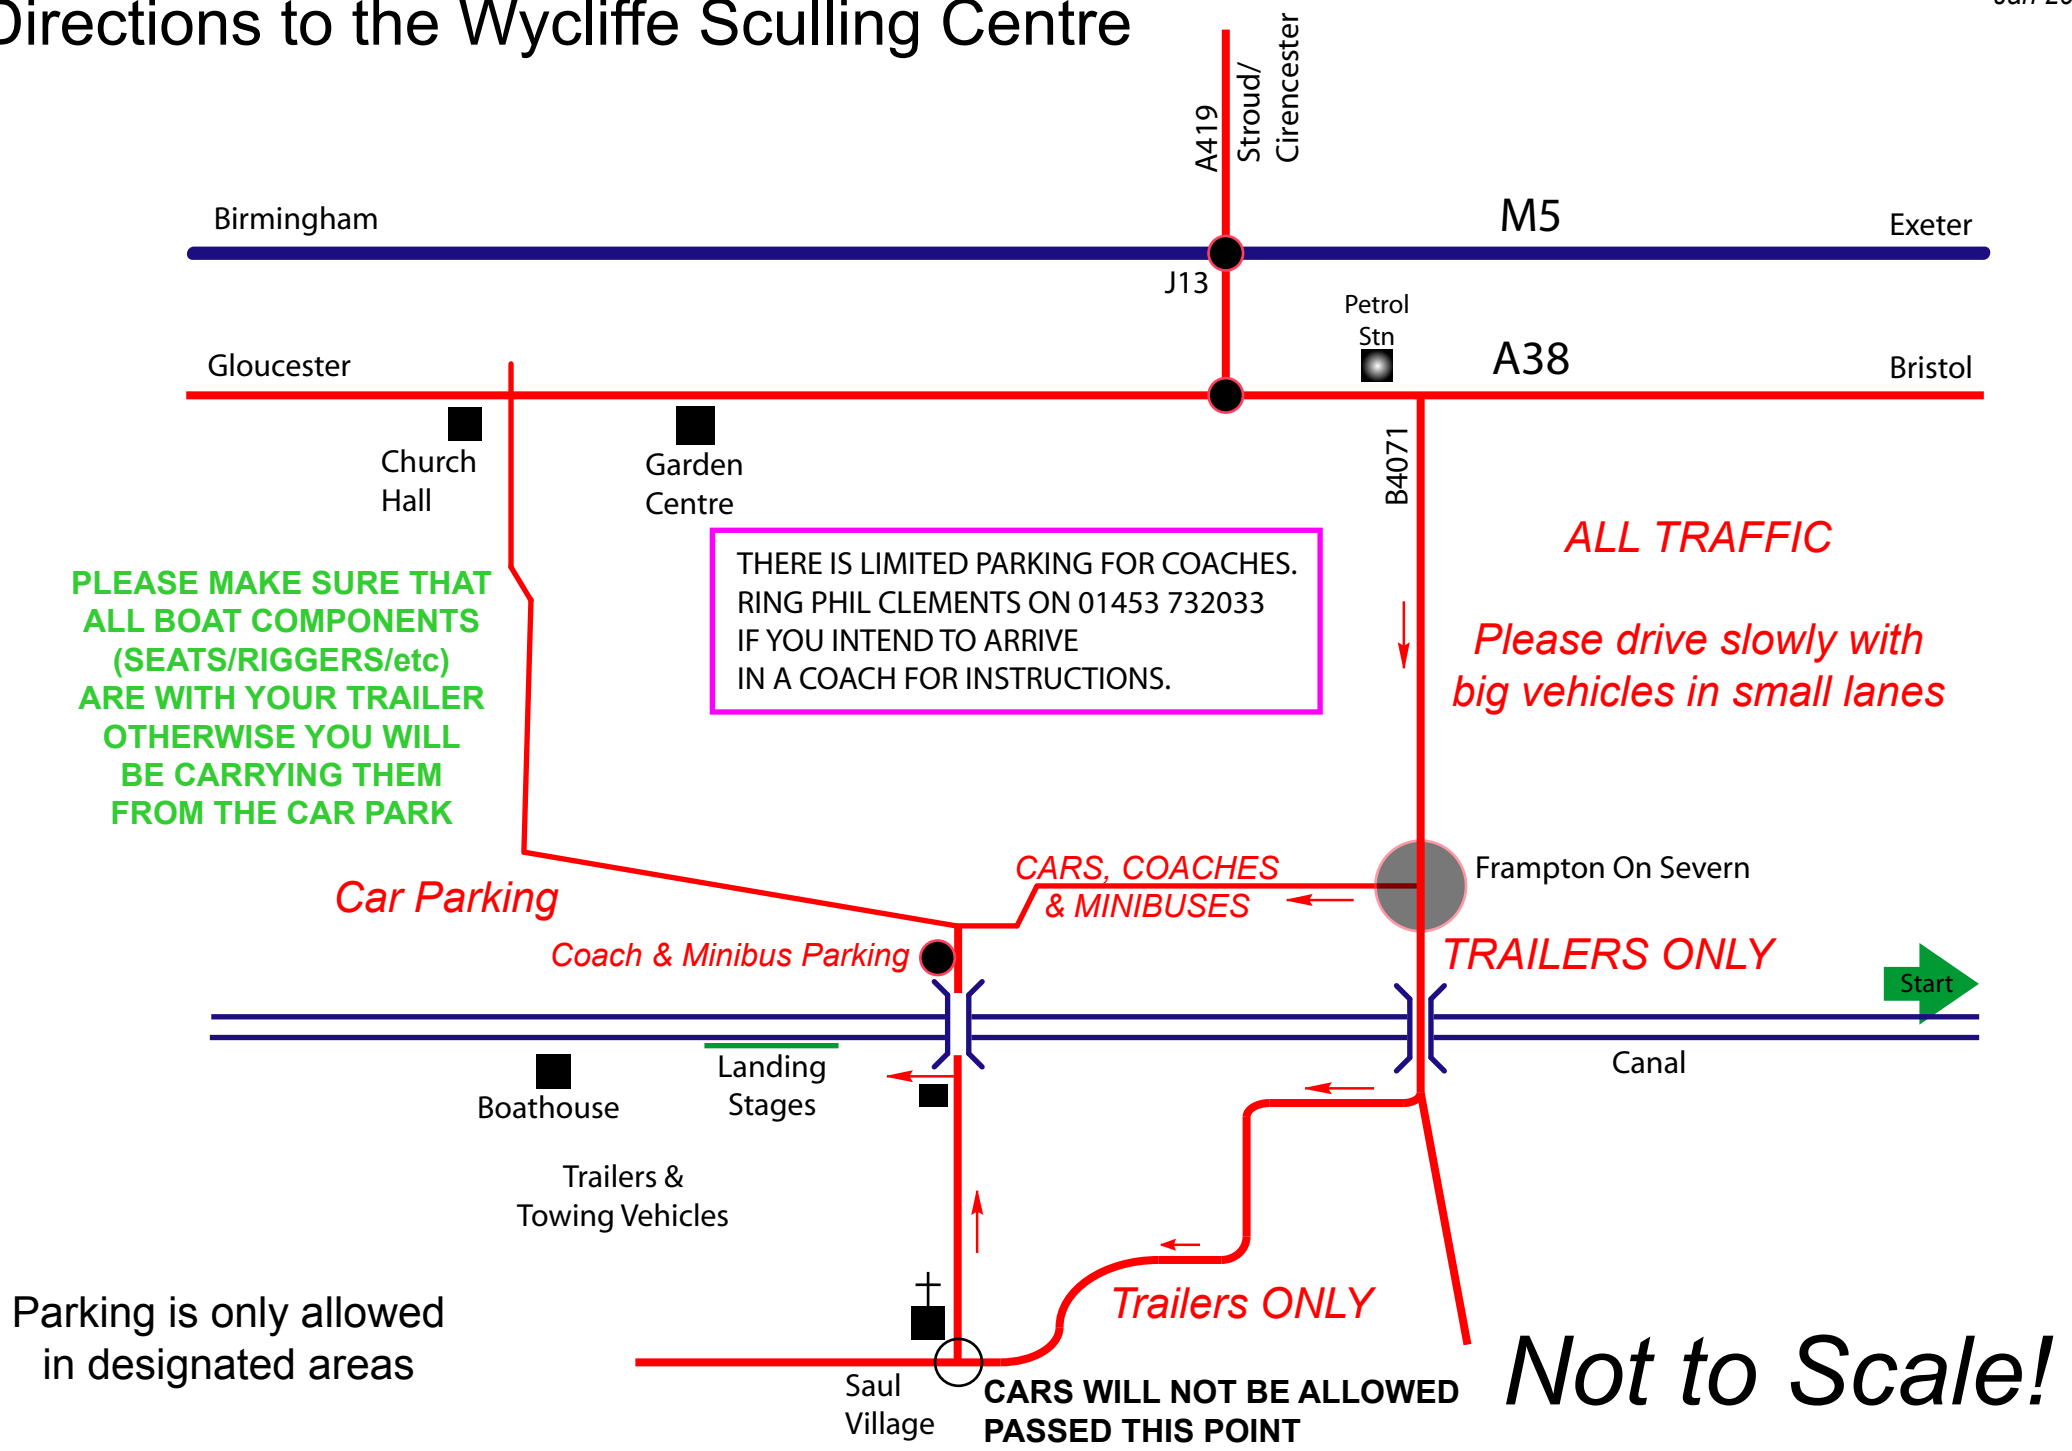 Directions to the Wycliffe Sculling Centre
A419
Stroud/
Cirencester
Birmingham
M5
Exeter
J13
Petrol
Stn
Gloucester
A38
Bristol
Church
Hall
Garden
Centre
B4071
ALL TRAFFIC
THERE IS LIMITED PARKING FOR COACHES.
RING PHIL CLEMENTS ON 01453 732033
IF YOU INTEND TO ARRIVE
IN A COACH FOR INSTRUCTIONS.
PLEASE MAKE SURE THAT
ALL BOAT COMPONENTS
(SEATS/RIGGERS/etc)
ARE WITH YOUR TRAILER
OTHERWISE YOU WILL
BE CARRYING THEM
FROM THE CAR PARK
Please drive slowly with
big vehicles in small lanes
Car Parking
CARS, COACHES
& MINIBUSES
Frampton On Severn
Coach & Minibus Parking
TRAILERS ONLY
Start
Landing
Stages
Canal
Boathouse
Trailers &
Towing Vehicles
Trailers ONLY
Parking is only allowed
in designated areas
Saul
Village
CARS WILL NOT BE ALLOWED
PASSED THIS POINT
Not to Scale!